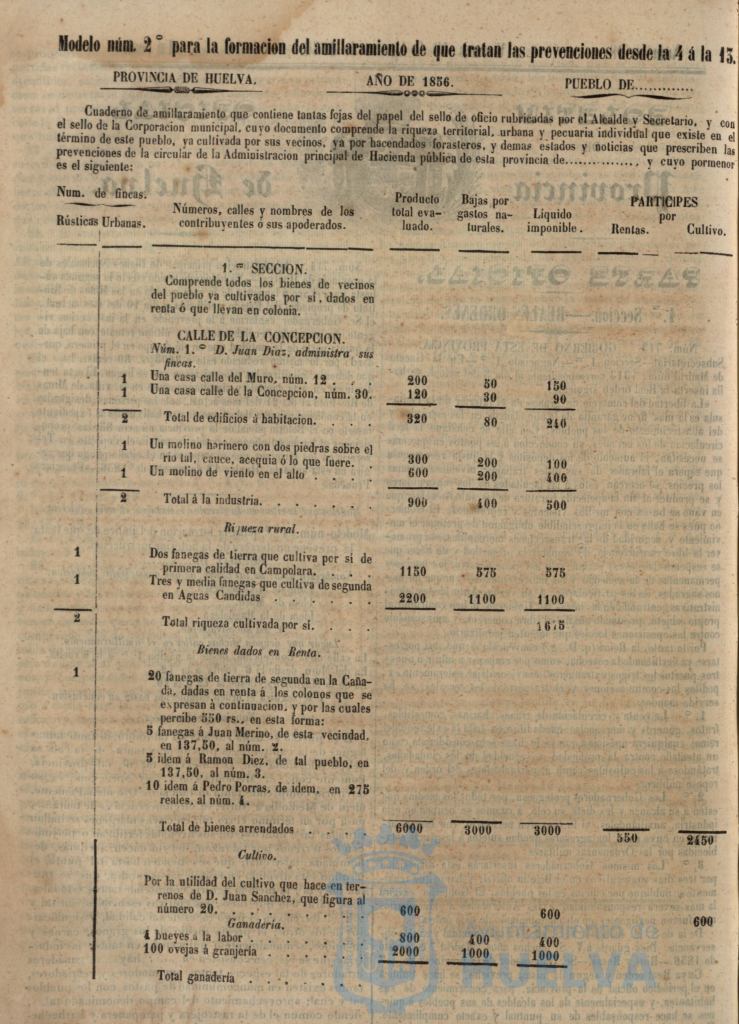 Modelo núm. 2° para la formacion del amillaramiento de que tratan las prevenciones desde la 4 á la 13.
PROVINCIA DE HUELVA. AÑO DE 1856. PUEBLO DE.............
Cuaderno de amillaramiento que contiene tantas fojas del papel del sello de oficio rubricadas por el Alcalde y Secretario, y con
el sello de la Corporacion municipal, cuyo documento comprende la riqueza territorial, urbana y pecuaria individual que existe en el
término de este pueblo, ya cultivada por sus vecinos, ya por hacendados forasteros, y demas estados y noticias que prescriben las
prevenciones de la circular de la Administracion principal de Hacienda pública de esta provincia de..............., y cuyo pormenor
es el siguiente:
Num. de fincas. Producto Bajas por PARTICIPES
Rústicas Urbanas. Números, calles y nombres de los total eva- gastos na- Liquido por
contribuyentes ó sus apoderados. luado. turales. imponible. Rentas. Cultivo.
1.ª SECCION.
Comprende todos los bienes de vecinos
del pueblo ya cultivados por sí, dados en
renta ó que llevan en colonia.
CALLE DE LA CONCEPCION.
Núm. 1.° D. Juan Diaz, administra sus
fincas.
1 Una casa calle del Muro, núm. 12 . . . 200 50 150
1 Una casa calle de la Concepcion, núm. 30. 120 30 90
2 Total de edificios á habitacion. . . . 320 80 240
1 Un molino harinero con dos piedras sobre el
rio tal, cauce, acequia ó lo que fuere. . 300 200 100
1 Un molino de viento en el alto . . . . 600 200 400
2 Total á la industria. . . . . . 900 400 500
Riqueza rural.
1 Dos fanegas de tierra que cultiva por si de
primera calidad en Campolara. . . . 1150 575 575
1 Tres y media fanegas que cultiva de segunda
en Aguas Candidas . . . . . . 2200 1100 1100
2 Total riqueza cultivada por sí. . . . 1675
Bienes dados en Renta.
1 20 fanegas de tierra de segunda en la Caña-
da, dadas en renta á los colonos que se
expresan à continuacion, y por las cuales
percibe 550 rs., en esta forma:
5 fanegas á Juan Merino, de esta vecindad,
en 137,50, al núm. 2.
5 idem á Ramon Diez, de tal pueblo, en
137,50, al núm. 3.
10 idem á Pedro Porras, de idem, en 275
reales, al núm. 4.
Total de bienes arrendados . . . . 6000 3000 3000 550 2450
Cultivo.
Por la utilidad del cultivo que hace en ter-
renos de D. Juan Sanchez, que figura al
número 20. . . . . . . . . 600 600 600
Ganadería.
4 bueyes á la labor . . . . . . . 800 400 400
100 ovejas á granjería . . . . . . 2000 1000 1000
Total ganadería . . . . . .
Ayuntamiento de
HUELVA